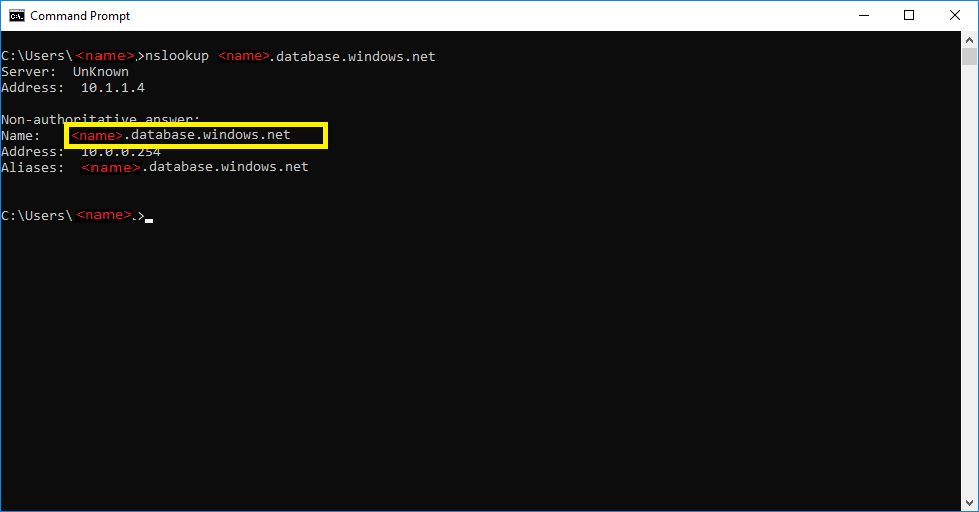 Command Prompt
C:\Users\<name>.>nslookup <name>.database.windows.net
Server:  UnKnown
Address:  10.1.1.4
Non-authoritative answer:
Name:    <name>.database.windows.net
Address:  10.0.0.254
Aliases:  <name>.database.windows.net
C:\Users\<name>.>